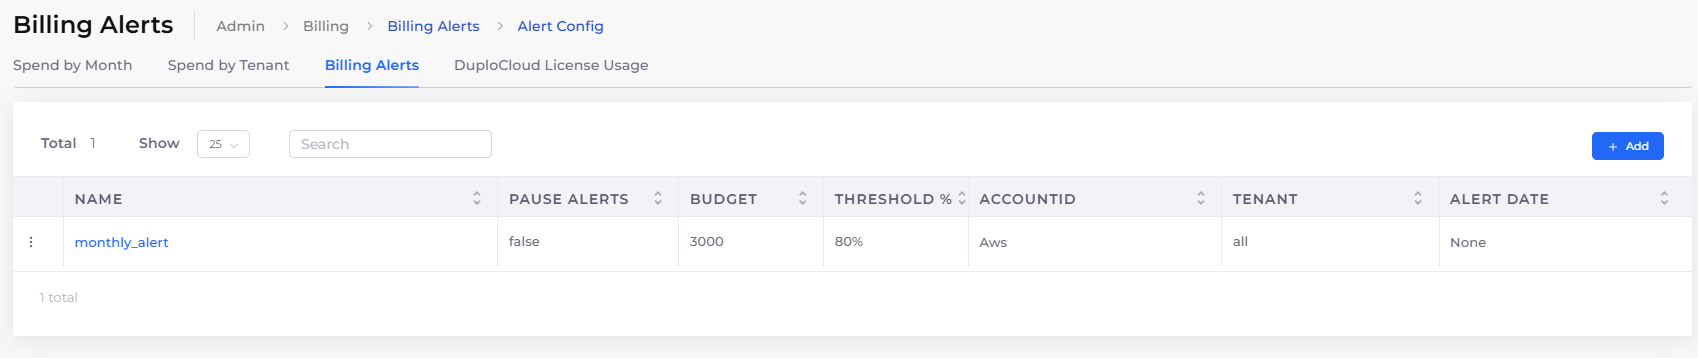 Billing Alerts Admin Billing Billing Alerts Alert Config
Spend by Month Spend by Tenant Billing Alerts DuploCloud License Usage
Total 1 Show 25 Search + Add
NAME PAUSE ALERTS BUDGET THRESHOLD % ACCOUNTID TENANT ALERT DATE
monthly_alert false 3000 80% Aws all None
1 total